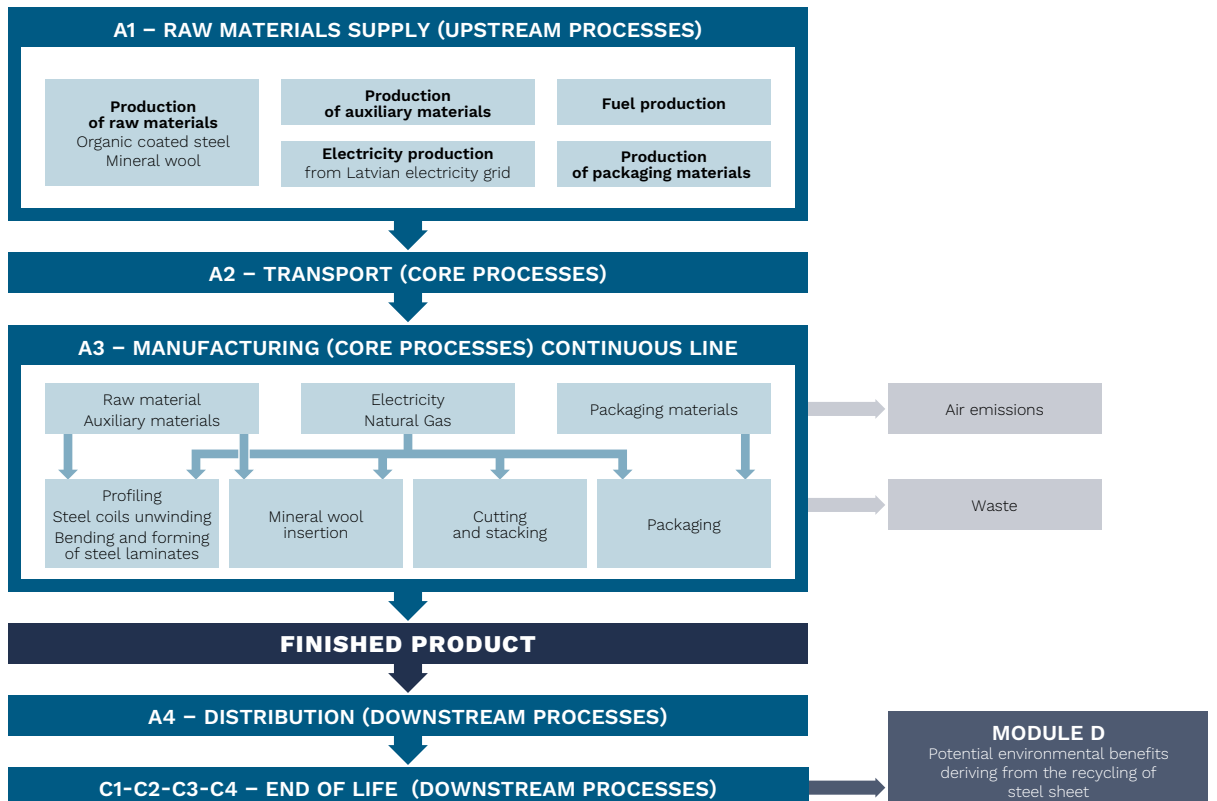 A1 – RAW MATERIALS SUPPLY (UPSTREAM PROCESSES)
Production
of raw materials
Organic coated steel
Mineral wool
Production
of auxiliary materials
Fuel production
Electricity production
from Latvian electricity grid
Production
of packaging materials
A2 – TRANSPORT (CORE PROCESSES)
A3 – MANUFACTURING (CORE PROCESSES) CONTINUOUS LINE
Raw material
Auxiliary materials
Electricity
Natural Gas
Packaging materials
Air emissions
Profiling
Steel coils unwinding
Bending and forming
of steel laminates
Mineral wool
insertion
Cutting
and stacking
Packaging
Waste
FINISHED PRODUCT
A4 – DISTRIBUTION (DOWNSTREAM PROCESSES)
C1-C2-C3-C4 – END OF LIFE (DOWNSTREAM PROCESSES)
MODULE D
Potential environmental benefits
deriving from the recycling of
steel sheet